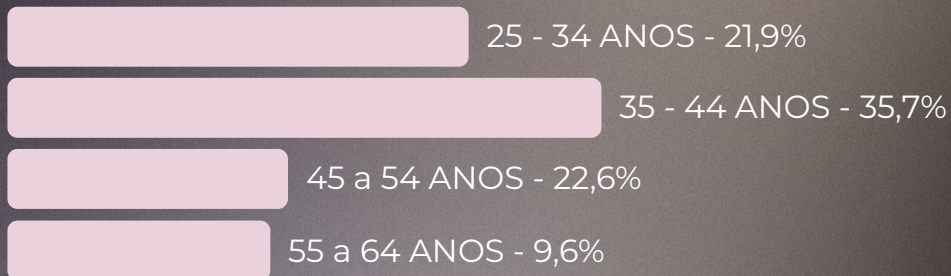 25 - 34 ANOS - 21,9%
35 - 44 ANOS - 35,7%
45 a 54 ANOS - 22,6%
55 a 64 ANOS - 9,6%